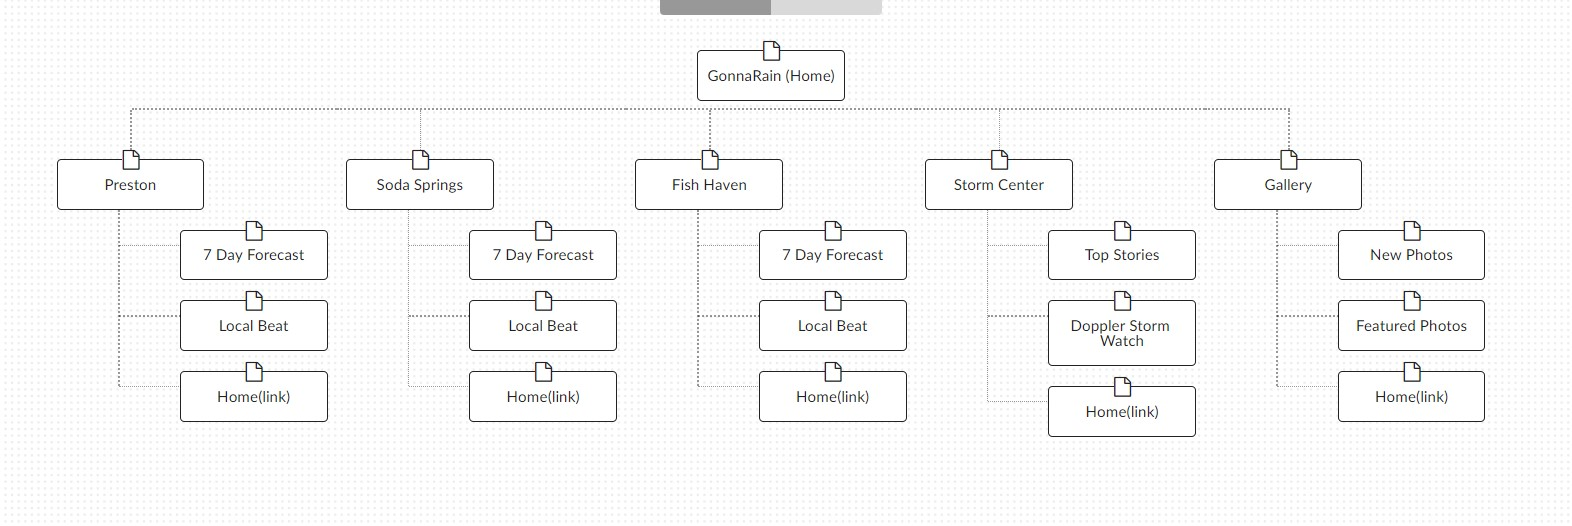 GonnaRain (Home)
Preston
Soda Springs
Fish Haven
Storm Center
Gallery
7 Day Forecast
7 Day Forecast
7 Day Forecast
Top Stories
New Photos
Local Beat
Local Beat
Local Beat
Doppler Storm
Watch
Featured Photos
Home(link)
Home(link)
Home(link)
Home(link)
Home(link)